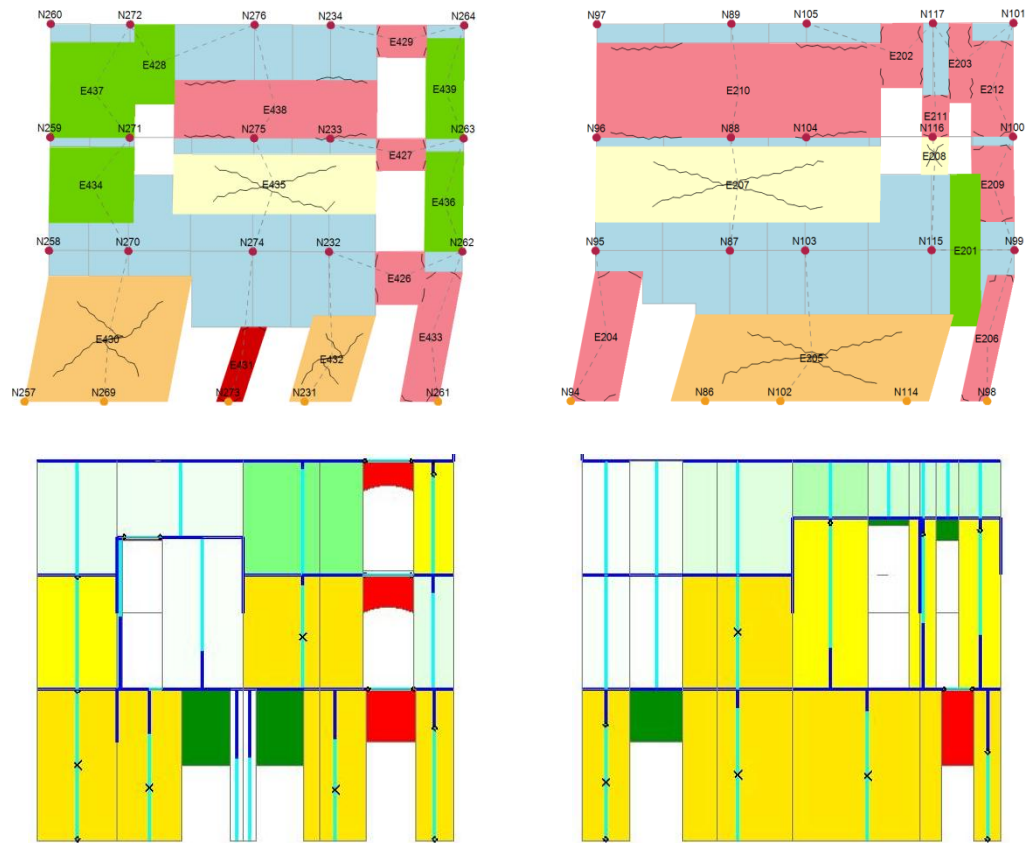 N260 N272 N276 N234 N264
E429
E428
E437 E439
E438
N259 N271 N275 N233 N263
E427
E434 E435 E436
N258 N270 N274 N232 N262
E426
E430 E431 E432 E433
N257 N269 N273 N231 N261
N97 N89 N105 N117 N101
E202 E203
E210 E212
E211
N96 N88 N104 N116 N100
E208
E207 E209
N95 N87 N103 N115 N99
E201
E204 E205 E206
N94 N86 N102 N114 N98